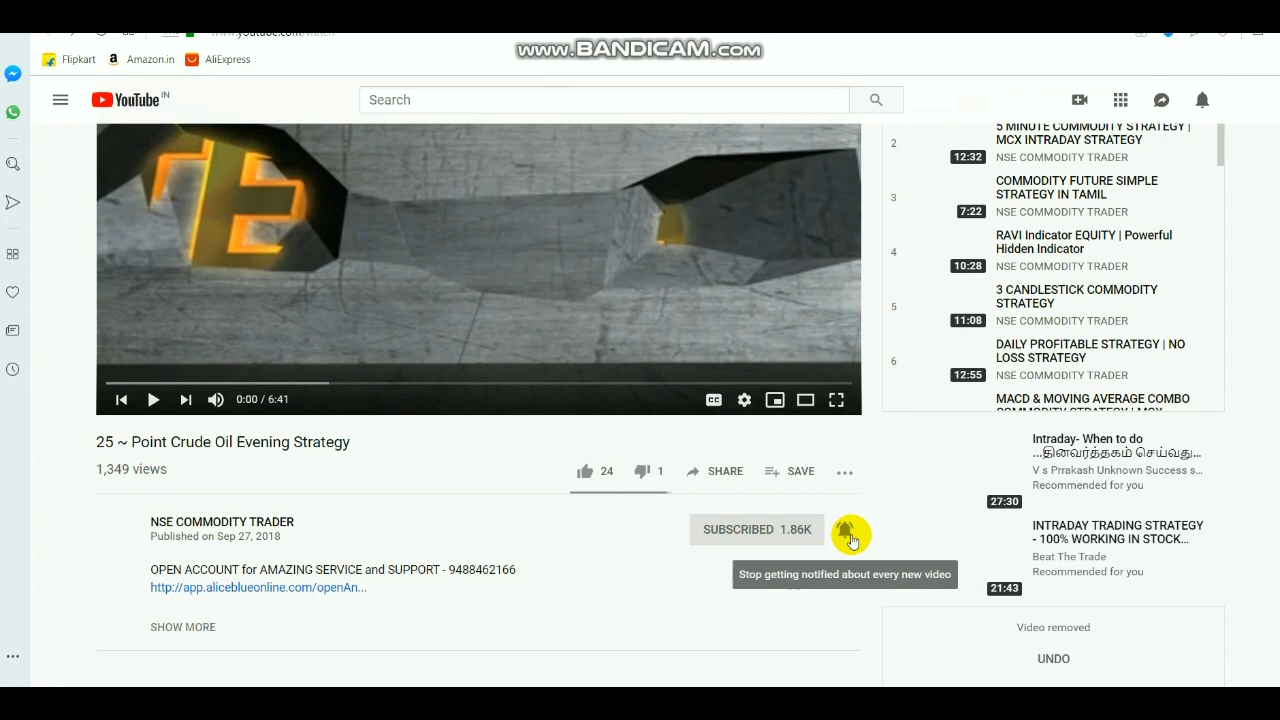 www.youtube.com/watch
www.BANDICAM.com
Flipkart
Amazon.in
AliExpress
YouTube IN
Search
2
5 MINUTE COMMODITY STRATEGY |
MCX INTRADAY STRATEGY
12:32
NSE COMMODITY TRADER
3
COMMODITY FUTURE SIMPLE
STRATEGY IN TAMIL
7:22
NSE COMMODITY TRADER
4
RAVI Indicator EQUITY | Powerful
Hidden Indicator
10:28
NSE COMMODITY TRADER
5
3 CANDLESTICK COMMODITY
STRATEGY
11:08
NSE COMMODITY TRADER
6
DAILY PROFITABLE STRATEGY | NO
LOSS STRATEGY
12:55
NSE COMMODITY TRADER
MACD & MOVING AVERAGE COMBO
COMMODITY STRATEGY | MCX
0:00 / 6:41
CC
25 ~ Point Crude Oil Evening Strategy
1,349 views
24
1
SHARE
SAVE
NSE COMMODITY TRADER
Published on Sep 27, 2018
SUBSCRIBED 1.86K
Stop getting notified about every new video
OPEN ACCOUNT for AMAZING SERVICE and SUPPORT - 9488462166
http://app.aliceblueonline.com/openAn...
SHOW MORE
Intraday- When to do
...தினவர்த்தகம் செய்வது...
V s Prrakash Unknown Success s...
Recommended for you
27:30
INTRADAY TRADING STRATEGY
- 100% WORKING IN STOCK...
Beat The Trade
Recommended for you
21:43
Video removed
UNDO